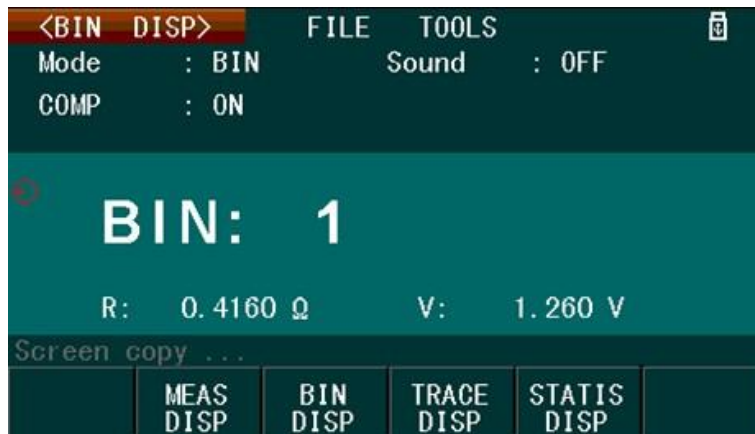 <BIN DISP> FILE TOOLS
Mode : BIN Sound : OFF
COMP : ON
BIN: 1
R: 0.4160 Ω V: 1.260 V
Screen copy ...
MEAS DISP
BIN DISP
TRACE DISP
STATIS DISP